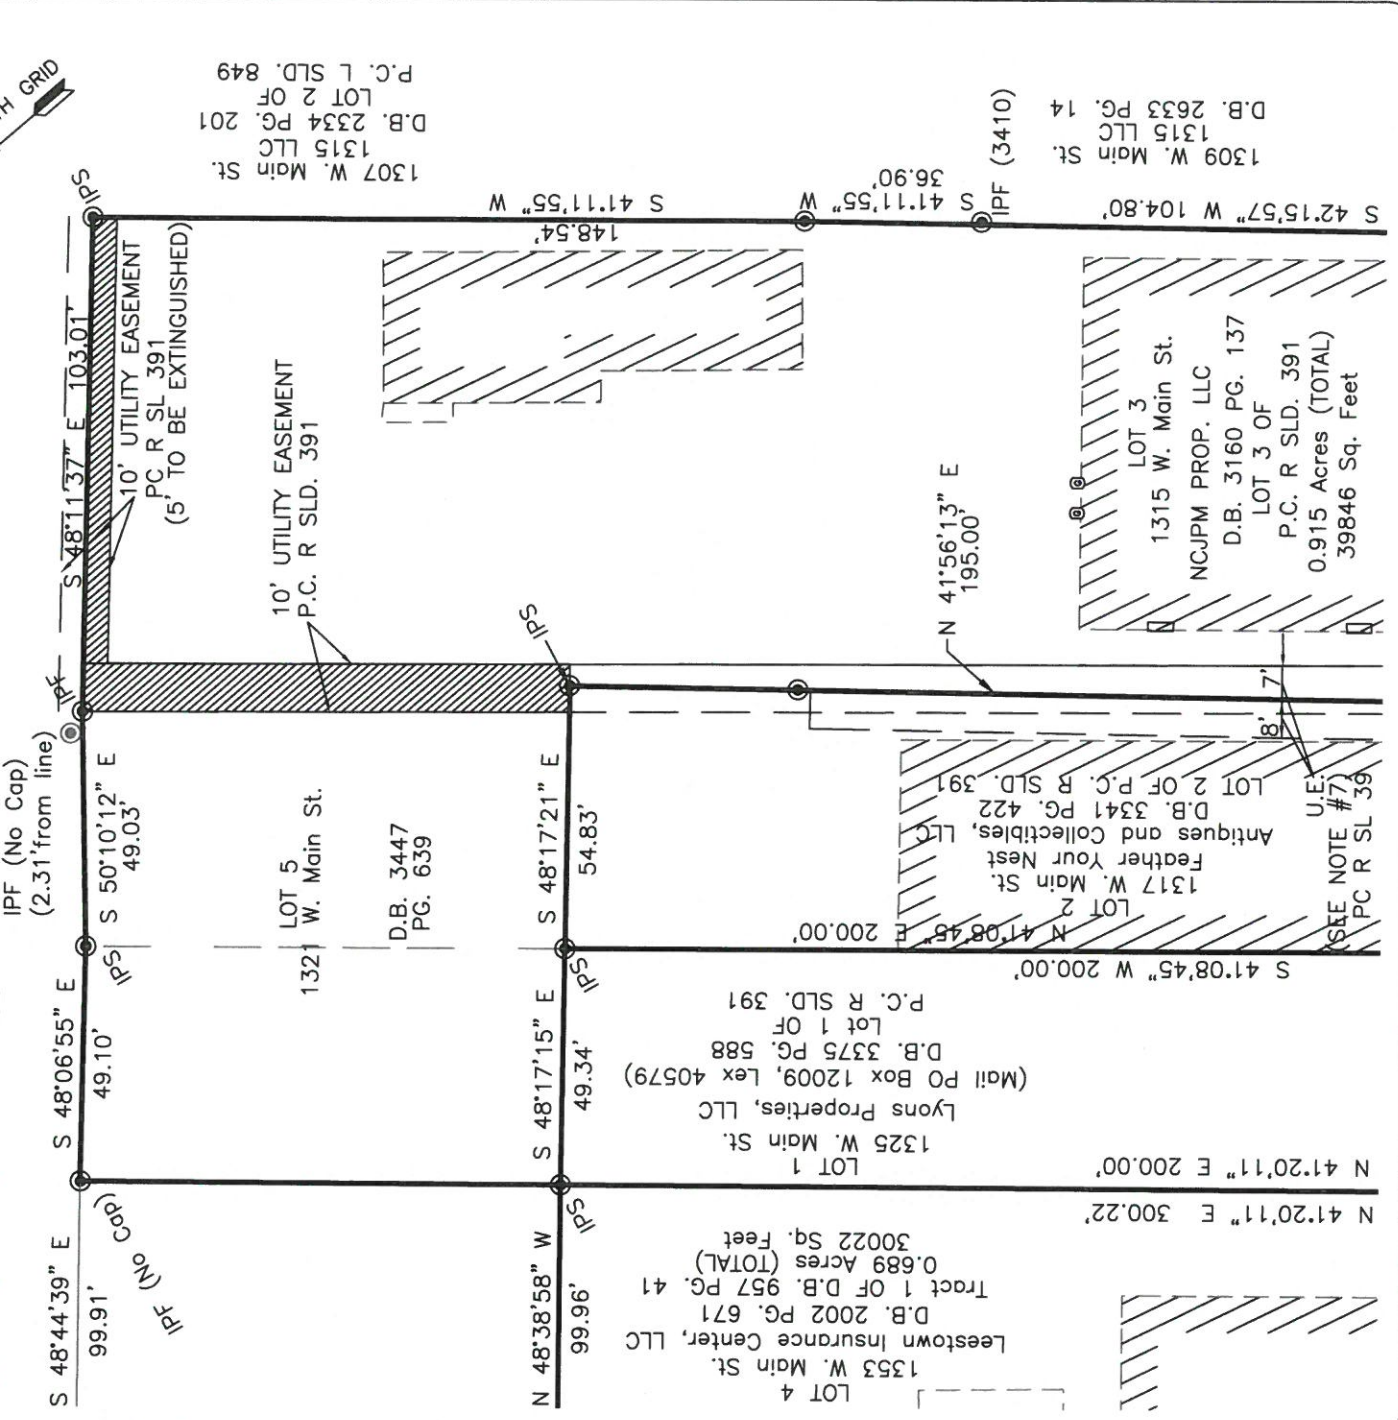 TH GRID
P.C. L SLD. 849
LOT 2 OF
D.B. 2334 PG. 201
1315 LLC
1307 W. Main St.
IPS
S 41°11'55" W
148.54'
S 41°11'55" W
36.90'
IPF (3410)
D.B. 2633 PG. 14
1315 LLC
1309 W. Main St.
S 42°15'57" W 104.80'
S 48°11'37" E 103.01'
10' UTILITY EASEMENT
PC R SL 391
(5' TO BE EXTINGUISHED)
10' UTILITY EASEMENT
P.C. R SLD. 391
IPS
N 41°56'13" E
195.00'
LOT 3
1315 W. Main St.
NCJPM PROP. LLC
D.B. 3160 PG. 137
LOT 3 OF
P.C. R SLD. 391
0.915 Acres (TOTAL)
39846 Sq. Feet
IPF
IPF (No Cap)
(2.31'from line)
S 50°10'12" E
49.03'
LOT 5
1321 W. Main St.
D.B. 3447
PG. 639
S 48°17'21" E
54.83'
8'
7'
U.E.
(SEE NOTE #7)
PC R SL 39
LOT 2
1317 W. Main St.
Feather Your Nest
Antiques and Collectibles, LLC
D.B. 3341 PG. 422
LOT 2 OF P.C. R SLD. 391
N 41°08'45" E 200.00'
S 41°08'45" W 200.00'
IPS
IPS
S 48°06'55" E
49.10'
S 48°17'15" E
49.34'
LOT 1
1325 W. Main St.
Lyons Properties, LLC
(Mail PO Box 12009, Lex 40579)
D.B. 3375 PG. 588
Lot 1 OF
P.C. R SLD. 391
N 41°20'11" E 200.00'
N 41°20'11" E 300.22'
IPF (No Cap)
IPS
S 48°44'39" E
99.91'
N 48°38'58" W
99.96'
LOT 4
1353 W. Main St.
Leestown Insurance Center, LLC
D.B. 2002 PG. 671
Tract 1 OF D.B. 957 PG. 41
0.689 Acres (TOTAL)
30022 Sq. Feet